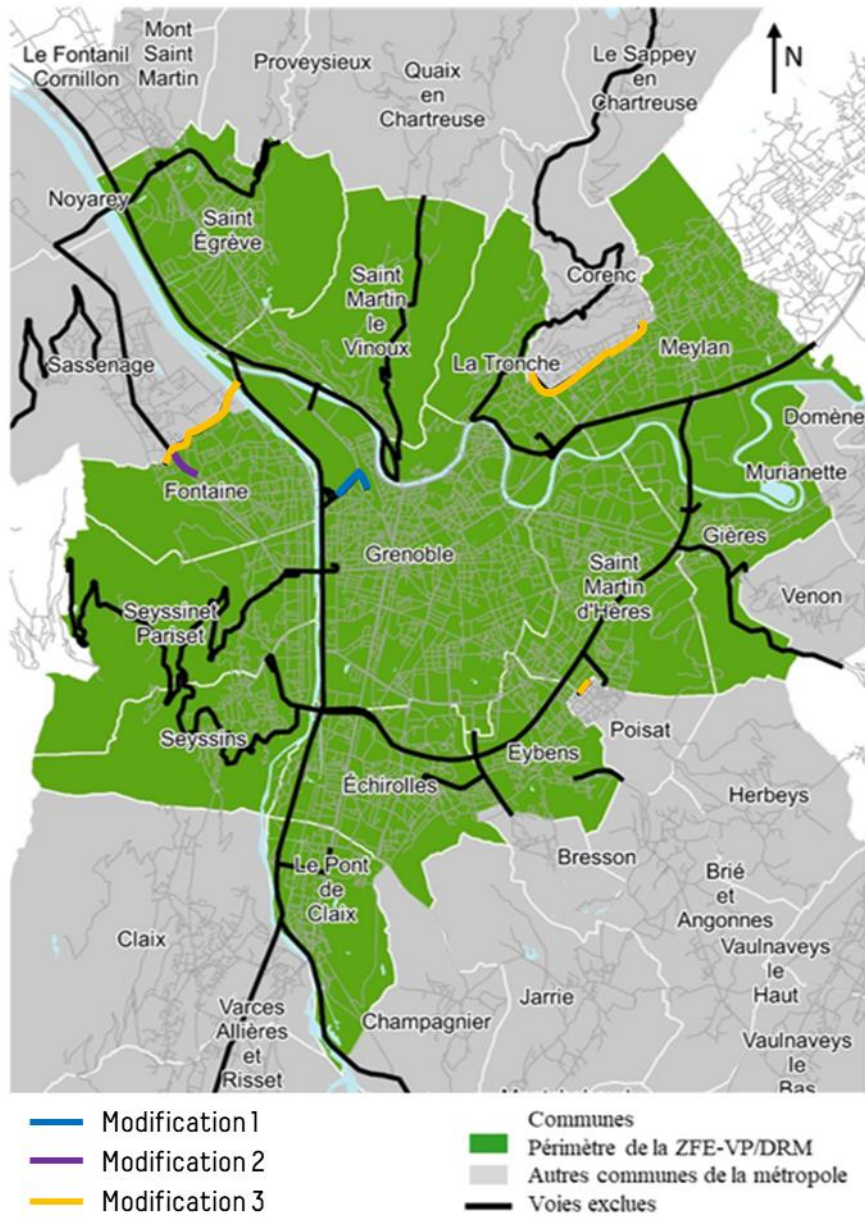 Mont
Saint
Martin
Le Fontanil
Cornillon
Proveysieux
Quaix
en
Chartreuse
Le Sappey
en
Chartreuse
N
Noyarey
Saint
Égrève
Saint
Martin
le
Vinoux
Corenc
Sassenage
La Tronche
Meylan
Domène
Murianette
Fontaine
Grenoble
Gières
Saint
Martin
d'Hères
Venon
Seyssinet
Pariset
Seyssins
Poisat
Eybens
Échirolles
Herbeys
Bresson
Le Pont
de
Claix
Brié
et
Angonnes
Claix
Vaulnaveys
le
Haut
Jarrie
Varces
Allières
et
Risset
Champagnier
Vaulnaveys
le
Bas
Modification 1
Modification 2
Modification 3
Communes
Périmètre de la ZFE-VP/DRM
Autres communes de la métropole
Voies exclues